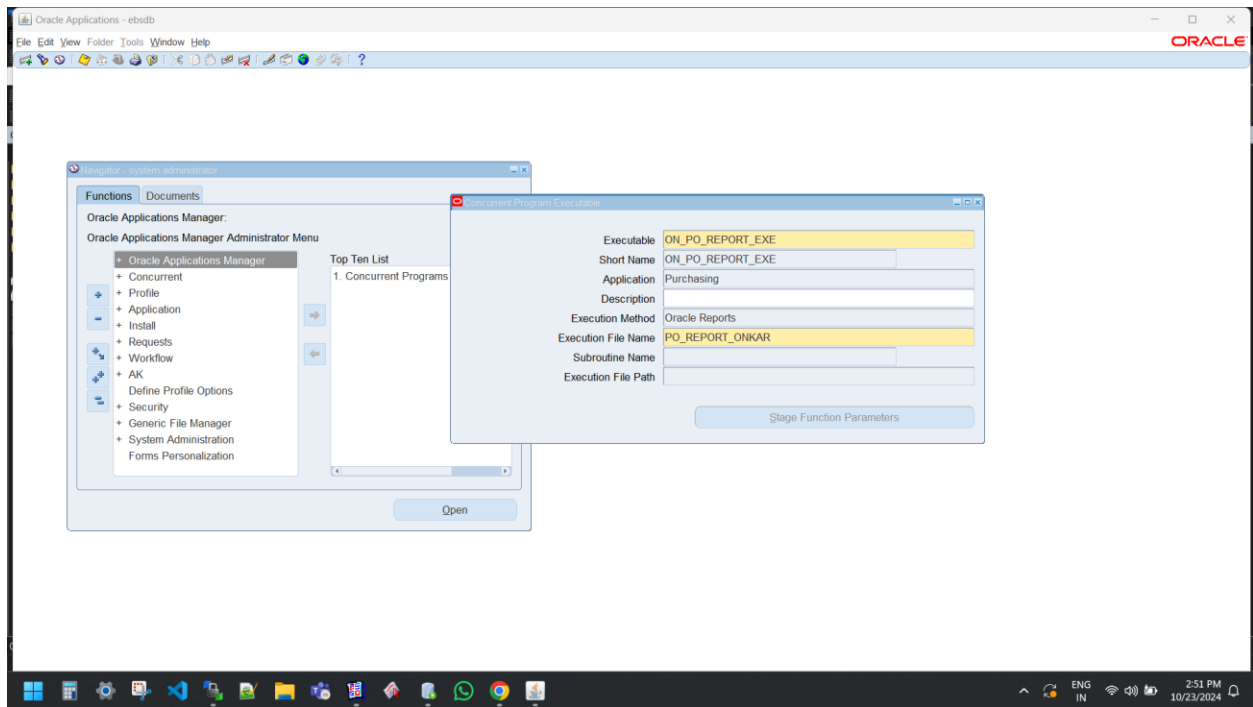 Oracle Applications - ebsdb
File Edit View Folder Tools Window Help
ORACLE
Navigator - system administrator
Functions Documents
Oracle Applications Manager:
Oracle Applications Manager Administrator Menu
+ Oracle Applications Manager
+ Concurrent
+ Profile
+ Application
+ Install
+ Requests
+ Workflow
+ AK
Define Profile Options
+ Security
+ Generic File Manager
+ System Administration
Forms Personalization
Top Ten List
1. Concurrent Programs
Open
Concurrent Program Executable
Executable ON_PO_REPORT_EXE
Short Name ON_PO_REPORT_EXE
Application Purchasing
Description
Execution Method Oracle Reports
Execution File Name PO_REPORT_ONKAR
Subroutine Name
Execution File Path
Stage Function Parameters
ENG
IN
2:51 PM
10/23/2024